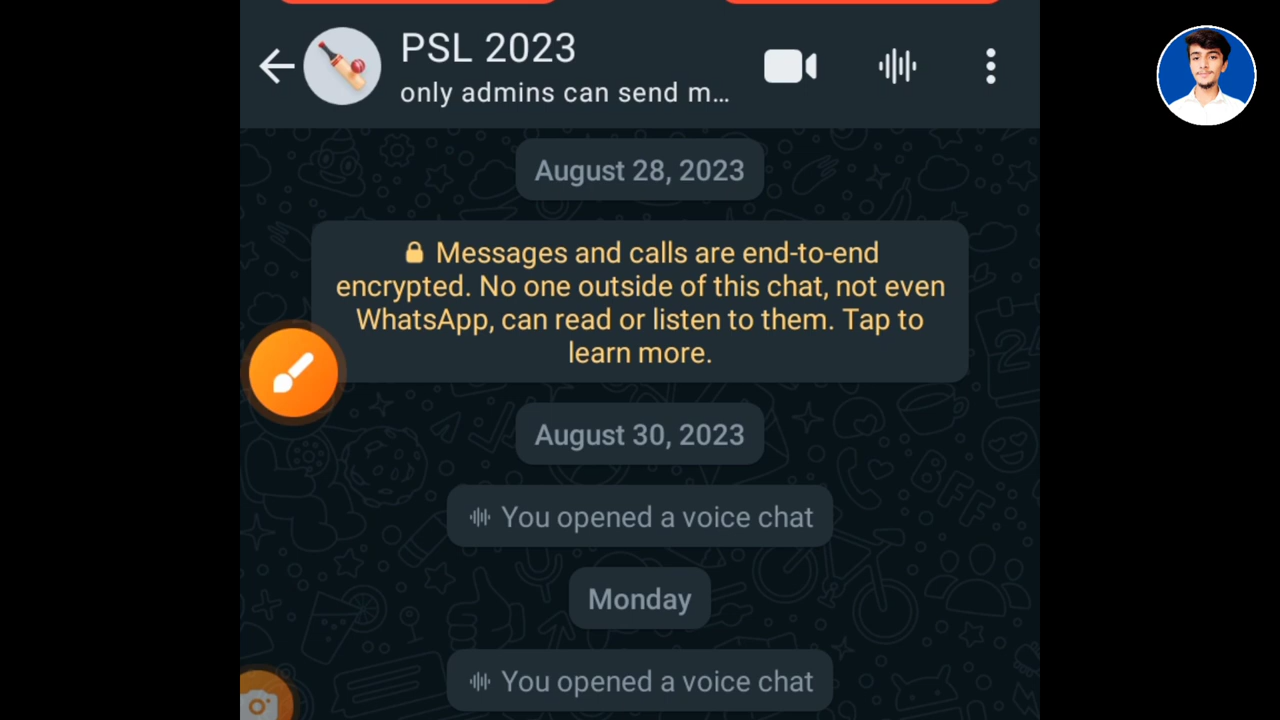 PSL 2023
only admins can send m...
August 28, 2023
Messages and calls are end-to-end
encrypted. No one outside of this chat, not even
WhatsApp, can read or listen to them. Tap to
learn more.
August 30, 2023
You opened a voice chat
Monday
You opened a voice chat